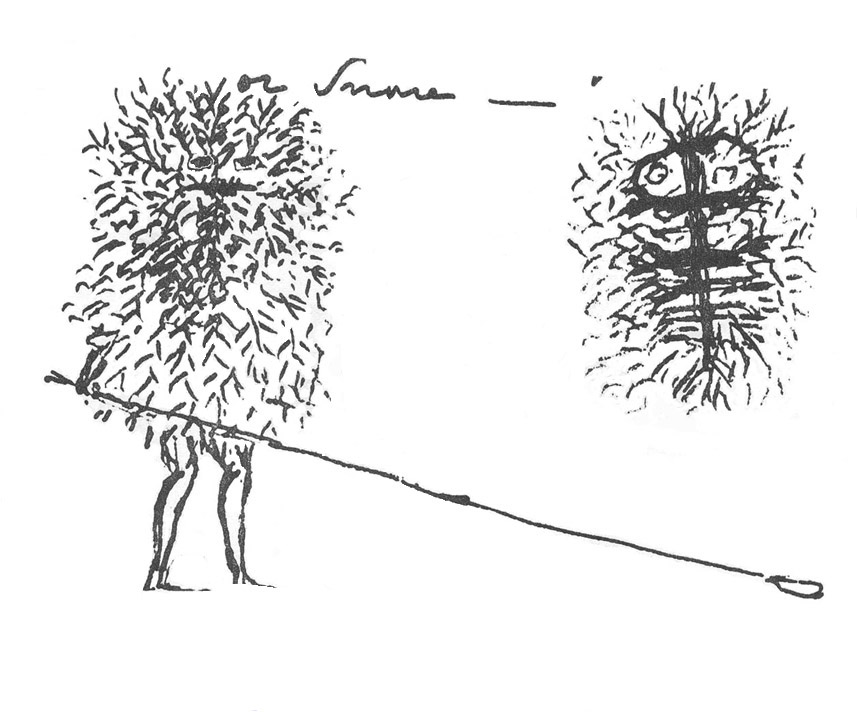 or Snare —